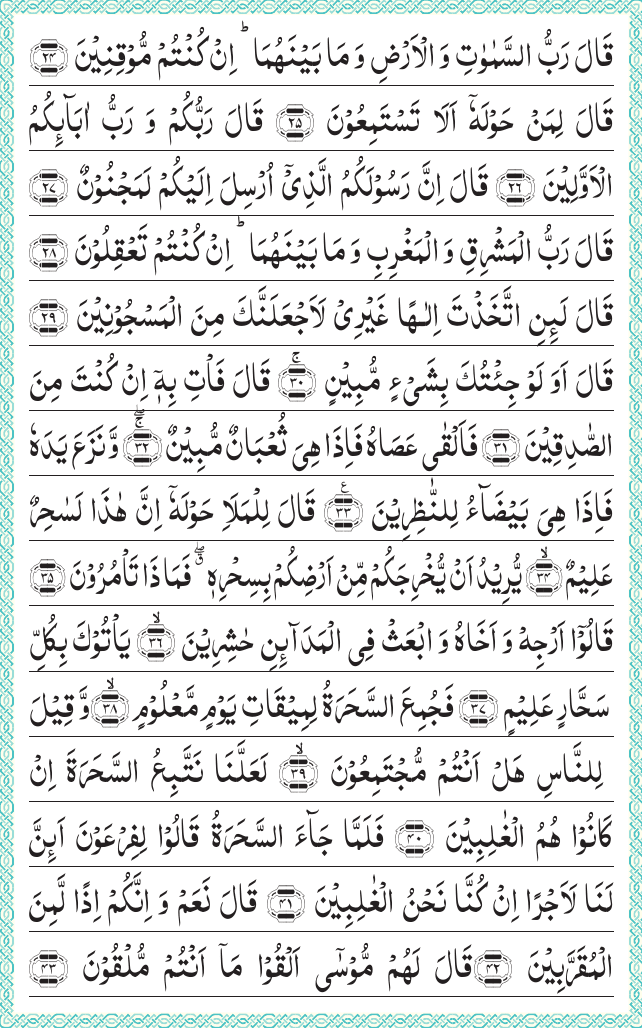 قَالَ رَبُّ السَّمٰوٰتِ وَ الْاَرْضِ وَ مَا بَيْنَهُمَا ؕ اِنْ كُنْتُمْ مُّوْقِنِيْنَ ۝۲۴
قَالَ لِمَنْ حَوْلَهٗۤ اَلَا تَسْتَمِعُوْنَ ۝۲۵ قَالَ رَبُّكُمْ وَ رَبُّ اٰبَآئِكُمُ
الْاَوَّلِيْنَ ۝۲۶ قَالَ اِنَّ رَسُوْلَكُمُ الَّذِيْۤ اُرْسِلَ اِلَيْكُمْ لَمَجْنُوْنٌ ۝۲۷
قَالَ رَبُّ الْمَشْرِقِ وَ الْمَغْرِبِ وَ مَا بَيْنَهُمَا ؕ اِنْ كُنْتُمْ تَعْقِلُوْنَ ۝۲۸
قَالَ لَئِنِ اتَّخَذْتَ اِلٰهًا غَيْرِيْ لَاَجْعَلَنَّكَ مِنَ الْمَسْجُوْنِيْنَ ۝۲۹
قَالَ اَوَ لَوْ جِئْتُكَ بِشَيْءٍ مُّبِيْنٍ ۝۳۰ۚ قَالَ فَاْتِ بِهٖۤ اِنْ كُنْتَ مِنَ
الصّٰدِقِيْنَ ۝۳۱ فَاَلْقٰى عَصَاهُ فَاِذَا هِيَ ثُعْبَانٌ مُّبِيْنٌ ۝۳۲ۚۖ وَّ نَزَعَ يَدَهٗ
فَاِذَا هِيَ بَيْضَآءُ لِلنّٰظِرِيْنَ ۝۳۳ع قَالَ لِلْمَلَاِ حَوْلَهٗۤ اِنَّ هٰذَا لَسٰحِرٌ
عَلِيْمٌ ۝۳۴ۙ يُّرِيْدُ اَنْ يُّخْرِجَكُمْ مِّنْ اَرْضِكُمْ بِسِحْرِهٖ ۖۗ فَمَا ذَا تَاْمُرُوْنَ ۝۳۵
قَالُوْۤا اَرْجِهْ وَ اَخَاهُ وَ ابْعَثْ فِي الْمَدَآئِنِ حٰشِرِيْنَ ۝۳۶ۙ يَاْتُوْكَ بِكُلِّ
سَحَّارٍ عَلِيْمٍ ۝۳۷ فَجُمِعَ السَّحَرَةُ لِمِيْقَاتِ يَوْمٍ مَّعْلُوْمٍ ۝۳۸ۙ وَّ قِيْلَ
لِلنَّاسِ هَلْ اَنْتُمْ مُّجْتَمِعُوْنَ ۝۳۹ۙ لَعَلَّنَا نَتَّبِعُ السَّحَرَةَ اِنْ
كَانُوْا هُمُ الْغٰلِبِيْنَ ۝۴۰ فَلَمَّا جَآءَ السَّحَرَةُ قَالُوْا لِفِرْعَوْنَ اَئِنَّ
لَنَا لَاَجْرًا اِنْ كُنَّا نَحْنُ الْغٰلِبِيْنَ ۝۴۱ قَالَ نَعَمْ وَ اِنَّكُمْ اِذًا لَّمِنَ
الْمُقَرَّبِيْنَ ۝۴۲ قَالَ لَهُمْ مُّوْسٰۤى اَلْقُوْا مَاۤ اَنْتُمْ مُّلْقُوْنَ ۝۴۳